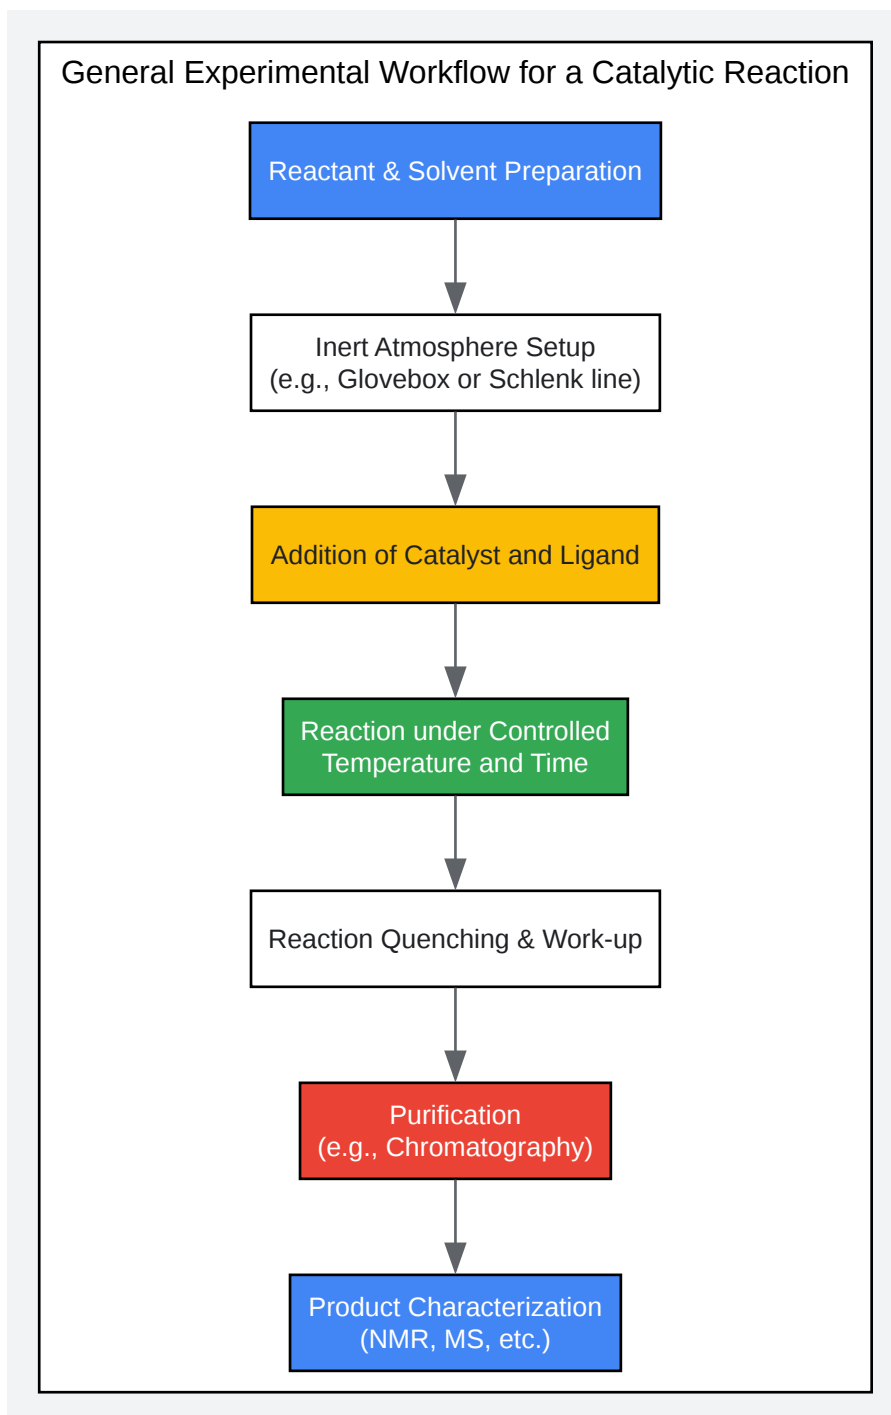 General Experimental Workflow for a Catalytic Reaction
Reactant & Solvent Preparation
Inert Atmosphere Setup
(e.g., Glovebox or Schlenk line)
Addition of Catalyst and Ligand
Reaction under Controlled
Temperature and Time
Reaction Quenching & Work-up
Purification
(e.g., Chromatography)
Product Characterization
(NMR, MS, etc.)